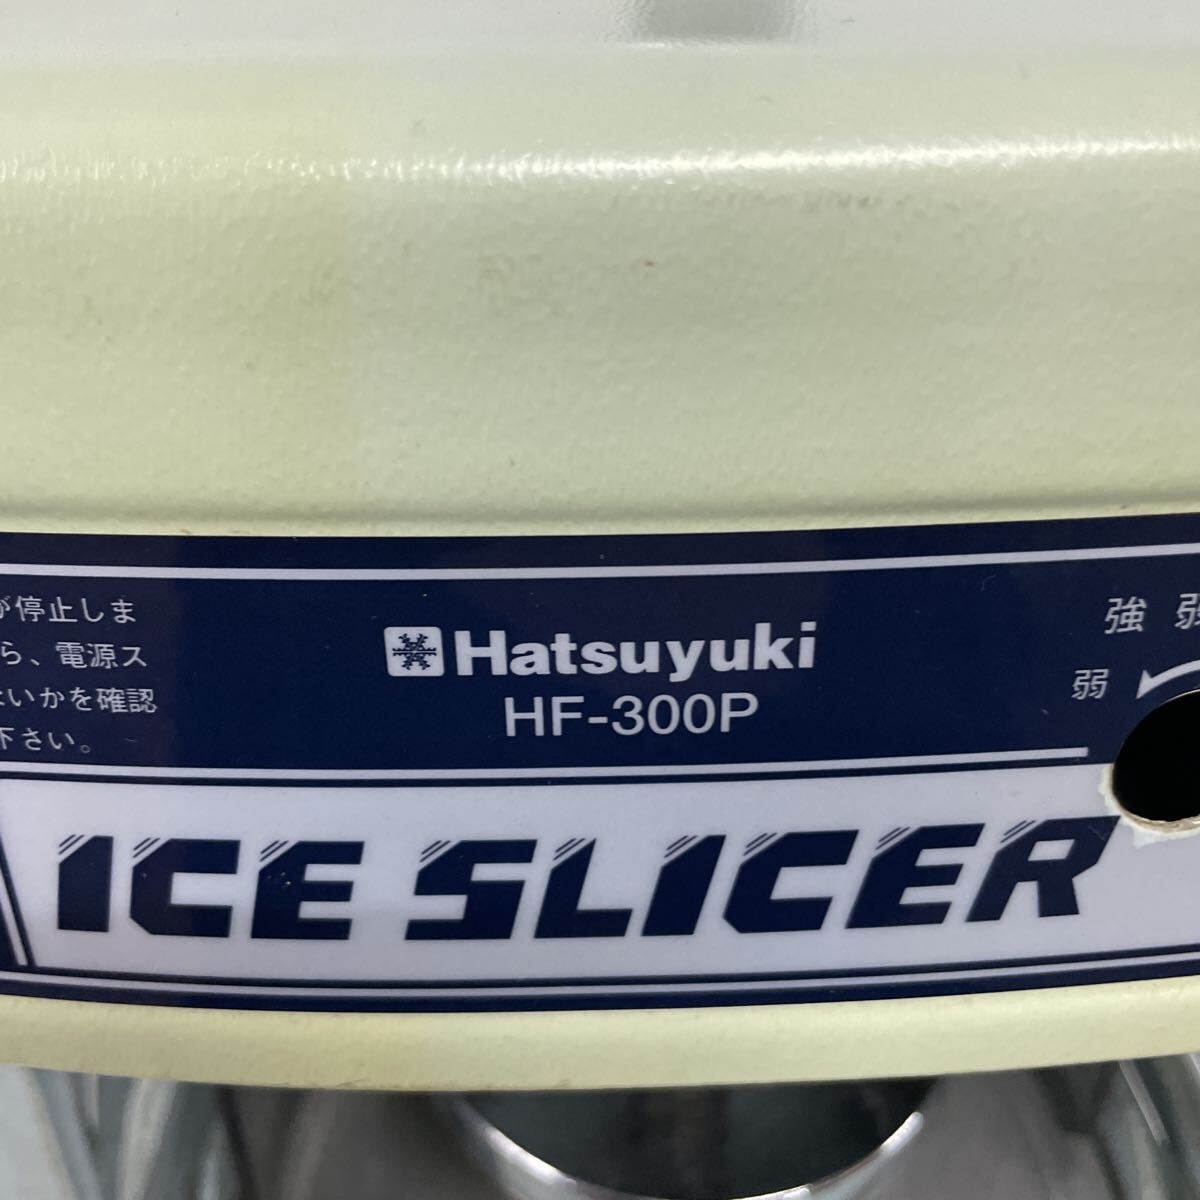 が停止しま
ら、電源ス
いかを確認
下さい。
Hatsuyuki
HF-300P
強 弱
弱
ICE SLICER